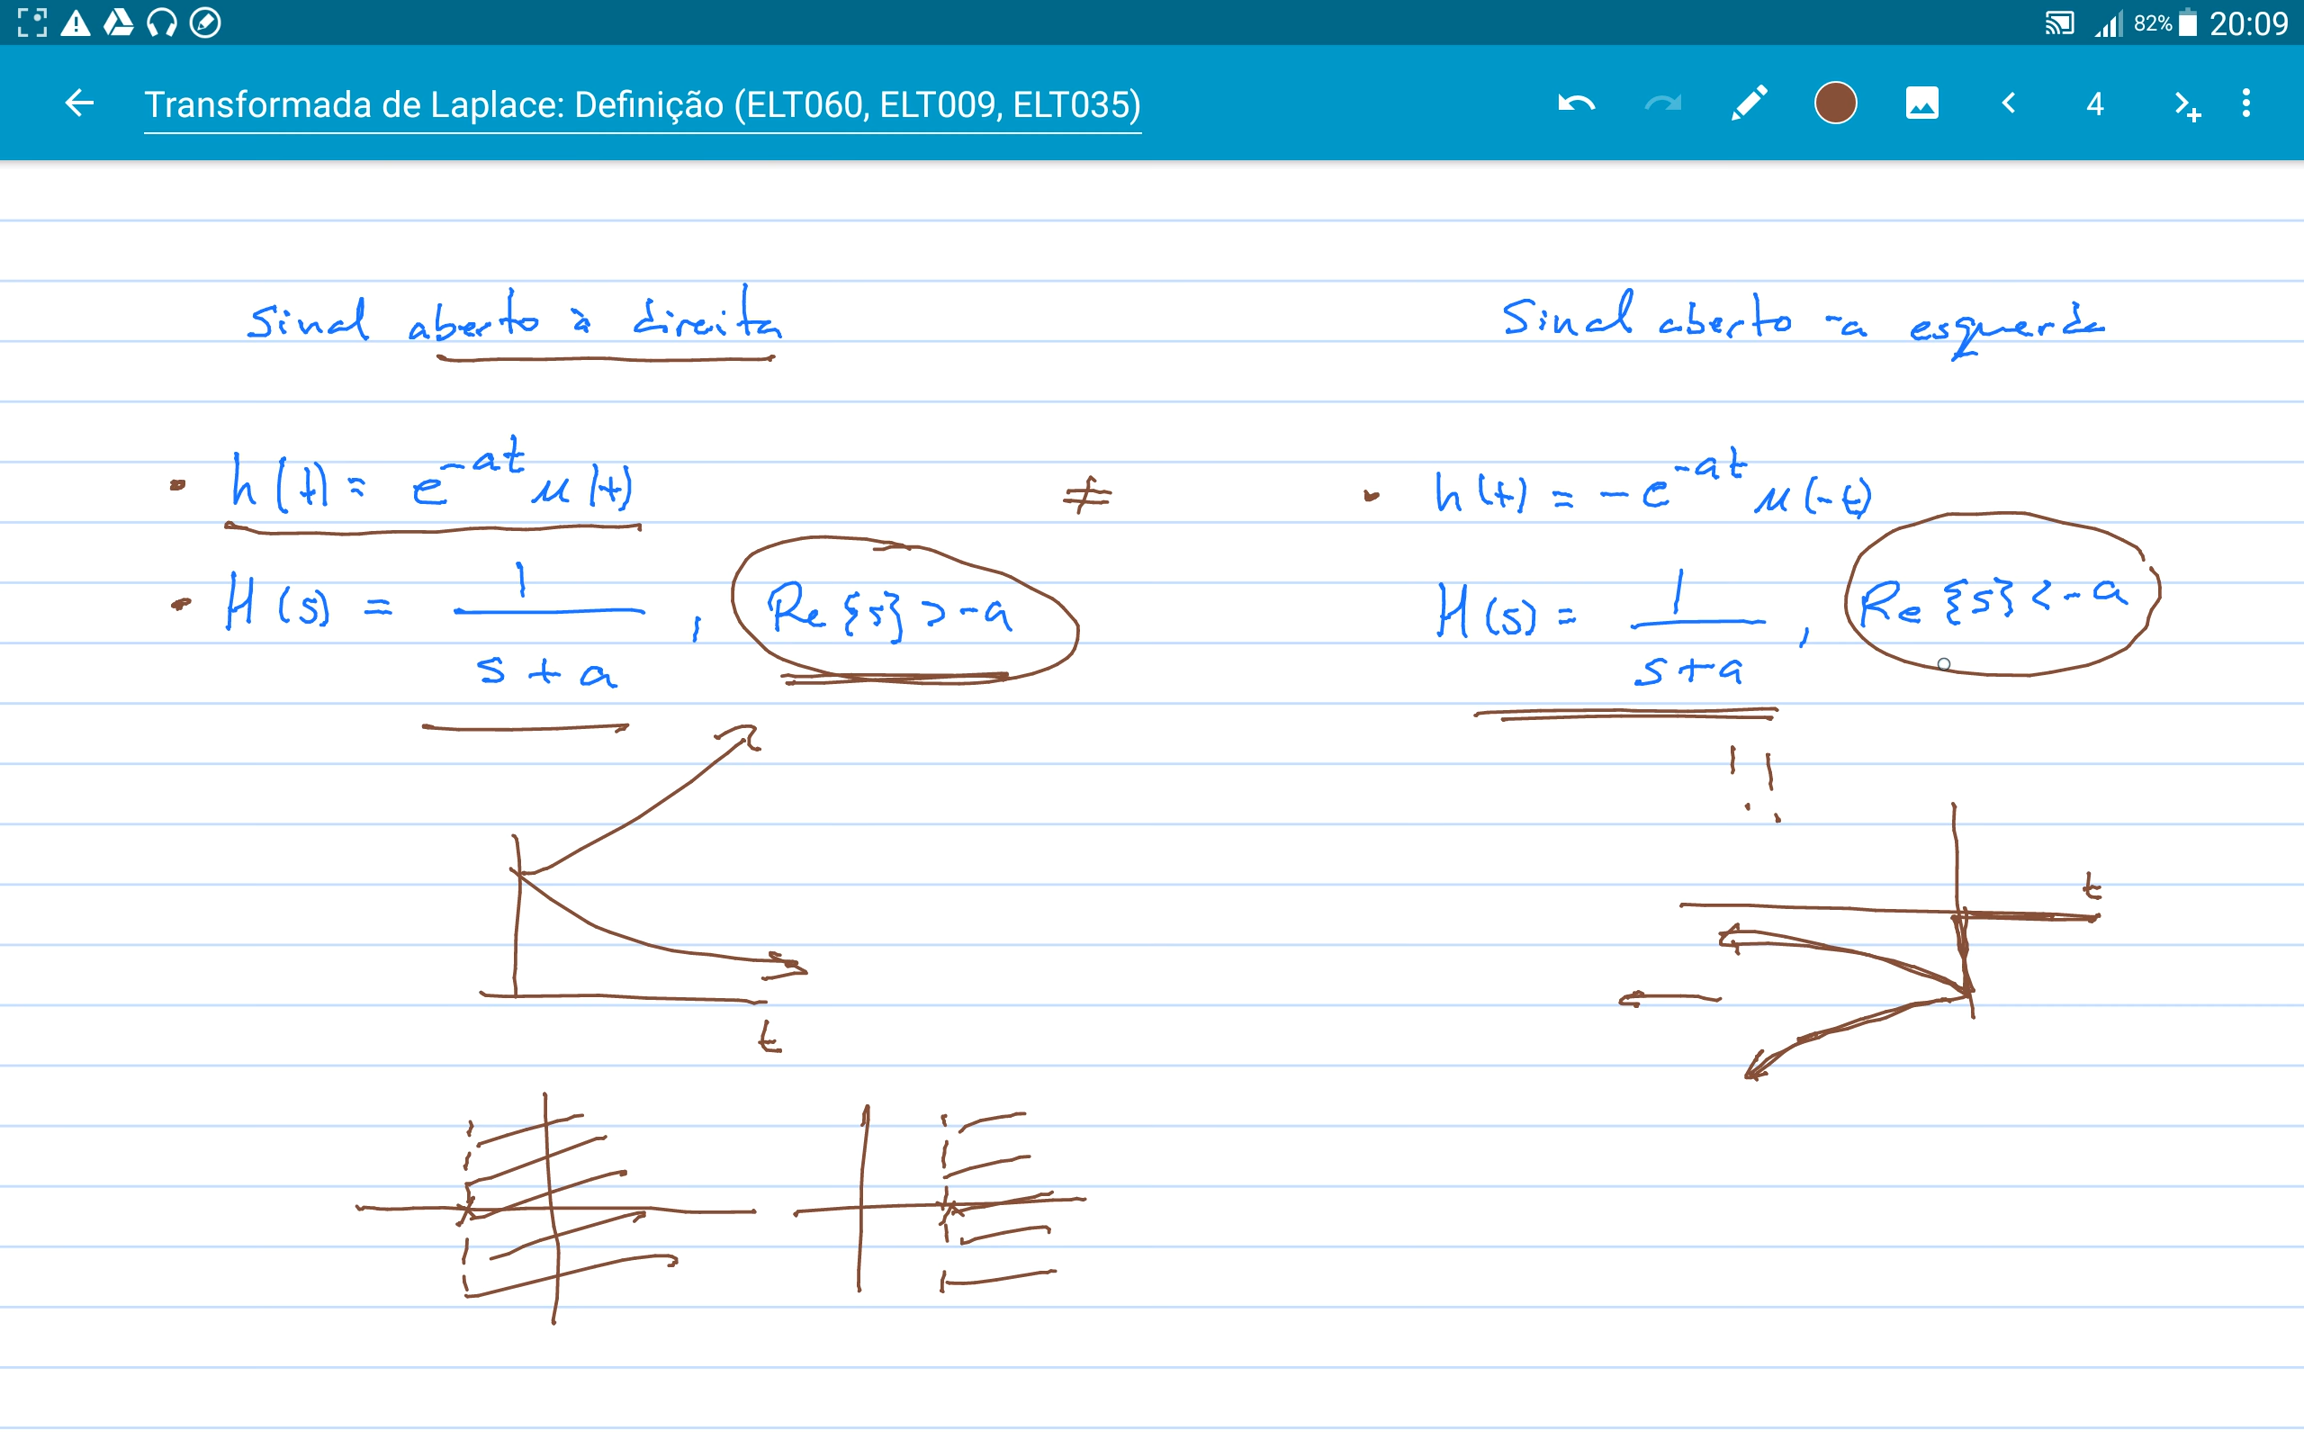 82% 20:09
Transformada de Laplace: Definição (ELT060, ELT009, ELT035) 4
Sinal aberto à direita
Sinal aberto à esquerda
• h(t) = e^{-at} u(t)
≠
• h(t) = -e^{-at} u(-t)
• H(s) = 1/(s+a), Re{s} > -a
H(s) = 1/(s+a), Re{s} < -a
!!
t
t